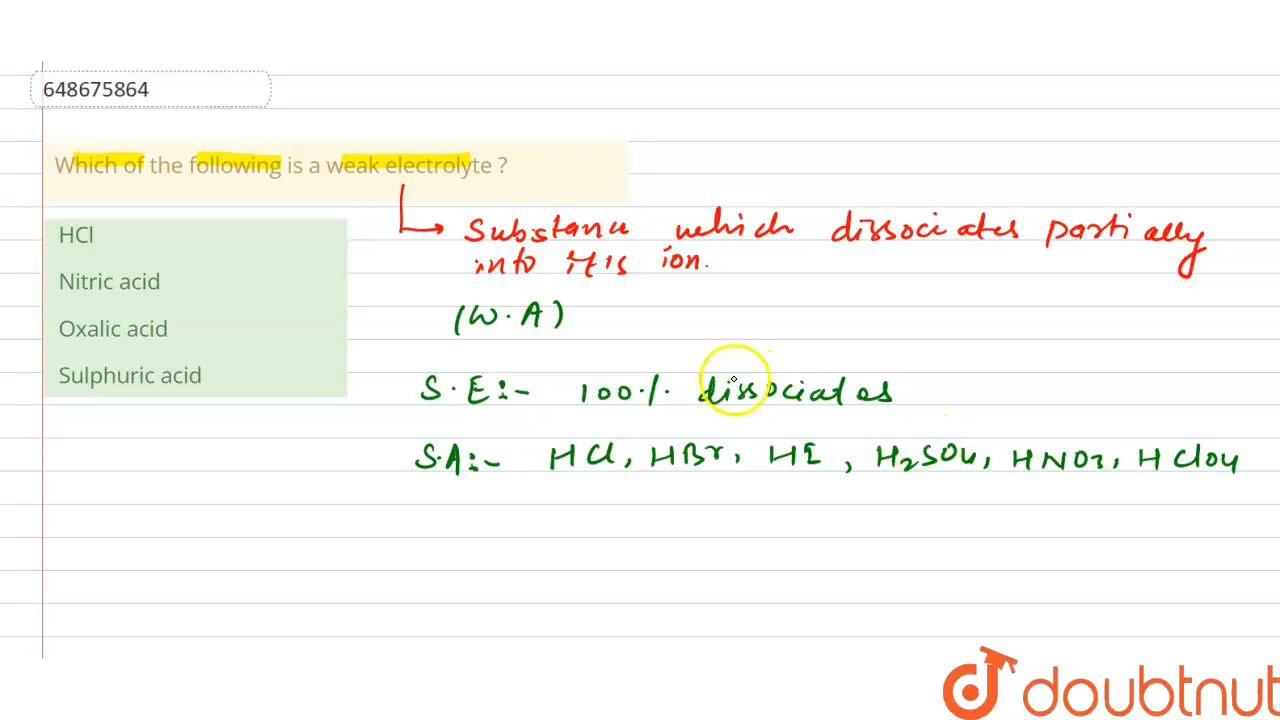 648675864
Which of the following is a weak electrolyte ?
HCl
Nitric acid
Oxalic acid
Sulphuric acid
Substance which dissociates partially
into its ion.
(W.A)
S.E:- 100% dissociates
S.A:- HCl, HBr, HI, H2SO4, HNO3, HClO4
doubtnut